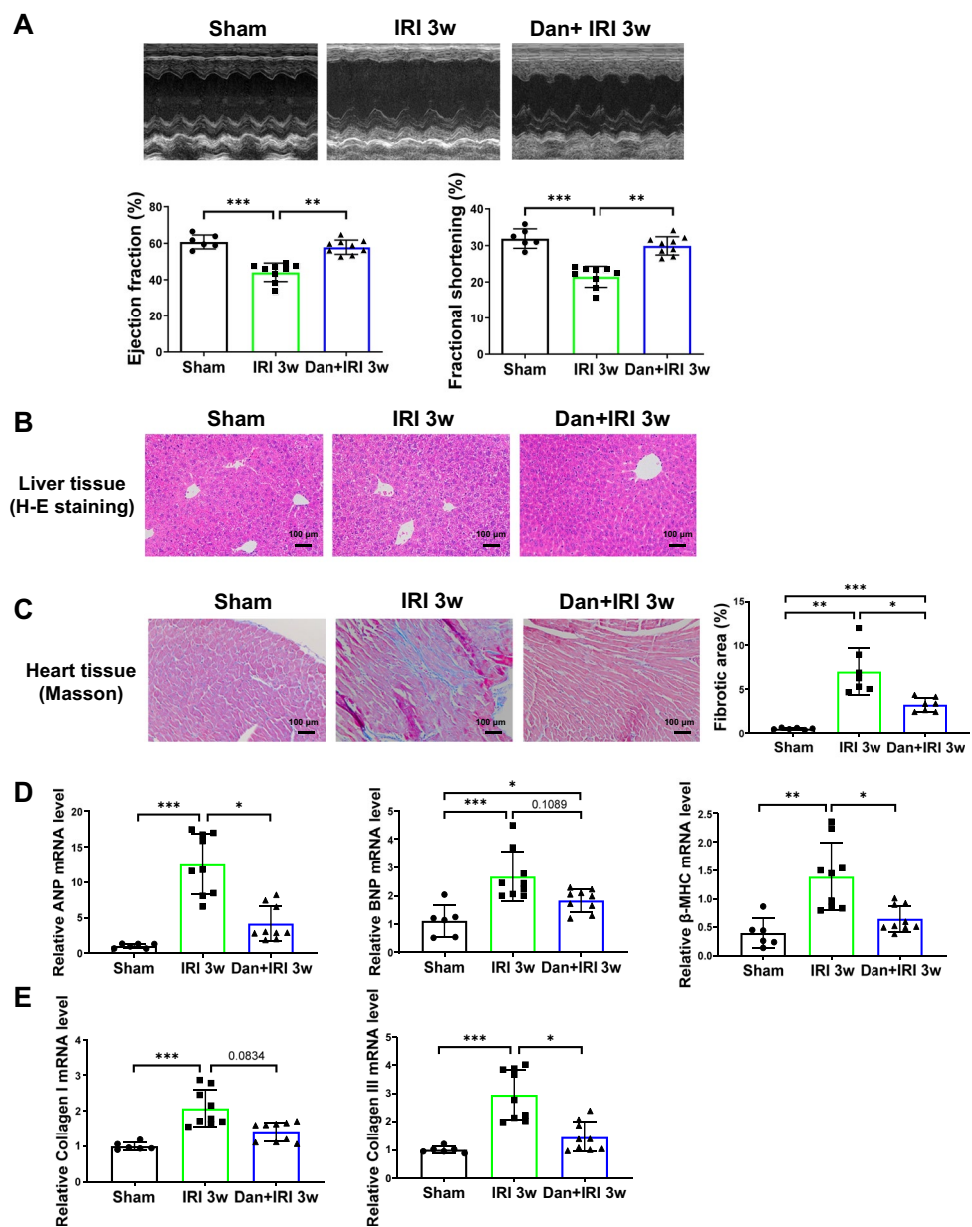 A
Sham IRI 3w Dan+ IRI 3w
Ejection fraction (%)
80
60
40
20
0
*** **
Sham IRI 3w Dan+IRI 3w
Fractional shortening (%)
40
30
20
10
0
*** **
Sham IRI 3w Dan+IRI 3w
B
Sham IRI 3w Dan+IRI 3w
Liver tissue
(H-E staining)
100 μm 100 μm 100 μm
C
Sham IRI 3w Dan+IRI 3w
Heart tissue
(Masson)
100 μm 100 μm 100 μm
Fibrotic area (%)
15
10
5
0
***
** *
Sham IRI 3w Dan+IRI 3w
D
Relative ANP mRNA level
20
15
10
5
0
*** *
Sham IRI 3w Dan+IRI 3w
Relative BNP mRNA level
5
4
3
2
1
0
*
*** 0.1089
Sham IRI 3w Dan+IRI 3w
Relative β-MHC mRNA level
2.5
2.0
1.5
1.0
0.5
0.0
** *
Sham IRI 3w Dan+IRI 3w
E
Relative Collagen I mRNA level
4
3
2
1
0
*** 0.0834
Sham IRI 3w Dan+IRI 3w
Relative Collagen III mRNA level
5
4
3
2
1
0
*** *
Sham IRI 3w Dan+IRI 3w